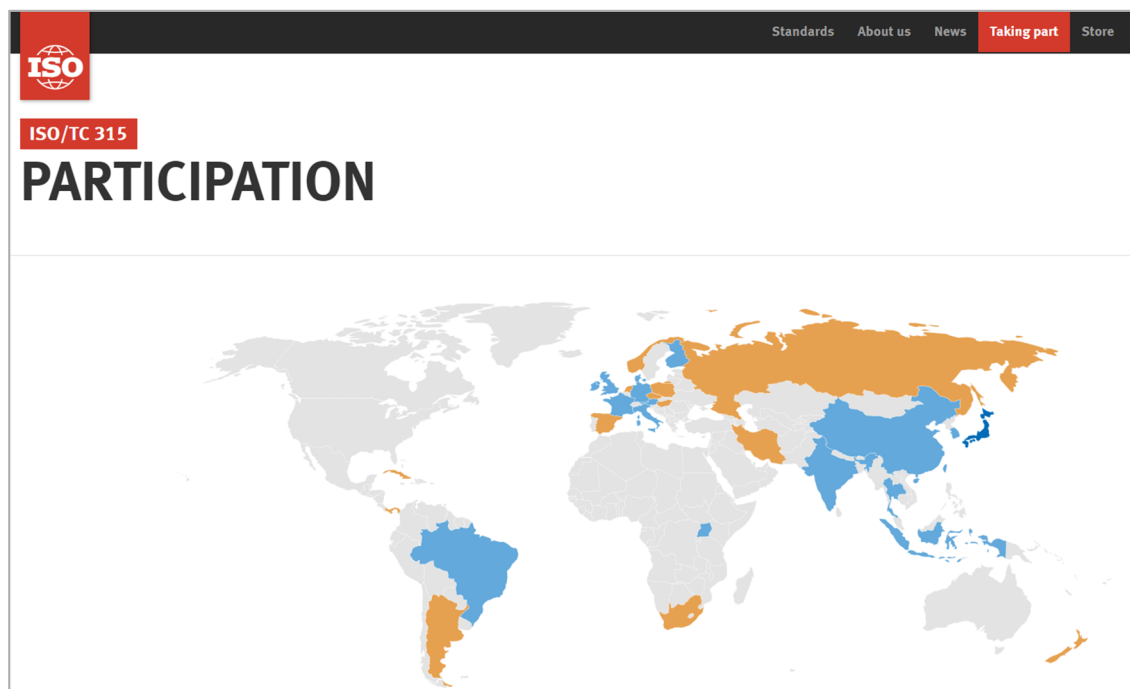 Standards About us News Taking part Store
ISO
ISO/TC 315
PARTICIPATION